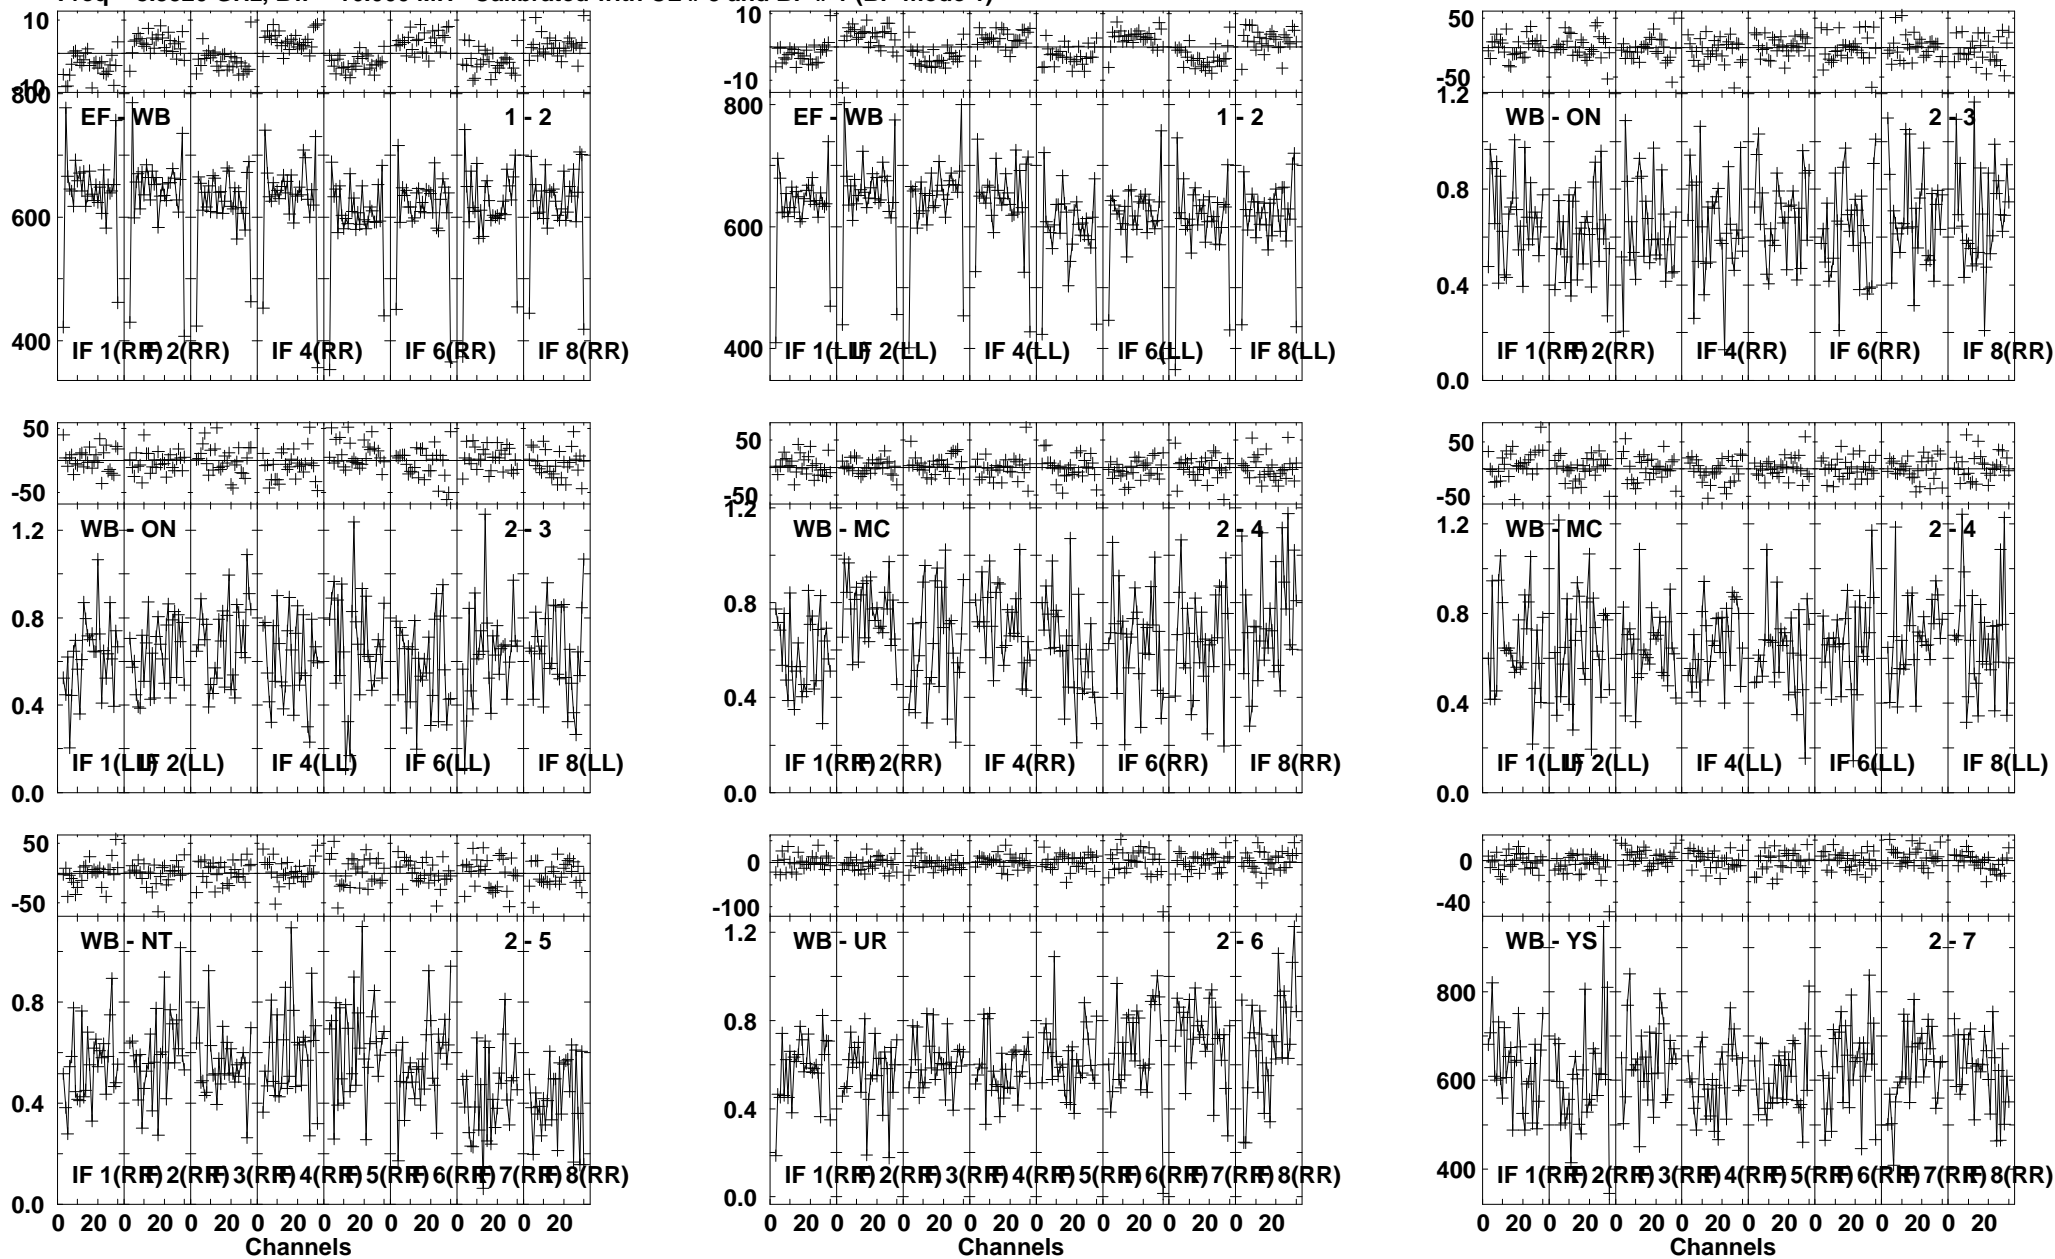 10
-10
800
600
400
EF - WB 1 - 2
IF 1(RR) IF 2(RR) IF 4(RR) IF 6(RR) IF 8(RR)
10
-10
800
600
400
EF - WB 1 - 2
IF 1(LL) IF 2(LL) IF 4(LL) IF 6(LL) IF 8(LL)
50
-50
1.2
0.8
0.4
0.0
WB - ON 2 - 3
IF 1(RR) IF 2(RR) IF 4(RR) IF 6(RR) IF 8(RR)
50
-50
1.2
0.8
0.4
0.0
WB - ON 2 - 3
IF 1(LL) IF 2(LL) IF 4(LL) IF 6(LL) IF 8(LL)
50
-50
1.2
0.8
0.4
0.0
WB - MC 2 - 4
IF 1(RR) IF 2(RR) IF 4(RR) IF 6(RR) IF 8(RR)
50
-50
1.2
0.8
0.4
0.0
WB - MC 2 - 4
IF 1(LL) IF 2(LL) IF 4(LL) IF 6(LL) IF 8(LL)
50
-50
0.8
0.4
0.0
WB - NT 2 - 5
IF 1(RR) IF 2(RR) IF 3(RR) IF 4(RR) IF 5(RR) IF 6(RR) IF 7(RR) IF 8(RR)
0 20 0 20 0 20 0 20 0 20 0 20 0 20 0 20
Channels
0
-100
1.2
0.8
0.4
0.0
WB - UR 2 - 6
IF 1(RR) IF 2(RR) IF 3(RR) IF 4(RR) IF 5(RR) IF 6(RR) IF 7(RR) IF 8(RR)
0 20 0 20 0 20 0 20 0 20 0 20 0 20 0 20
Channels
0
-40
800
600
400
WB - YS 2 - 7
IF 1(RR) IF 2(RR) IF 3(RR) IF 4(RR) IF 5(RR) IF 6(RR) IF 7(RR) IF 8(RR)
0 20 0 20 0 20 0 20 0 20 0 20 0 20 0 20
Channels